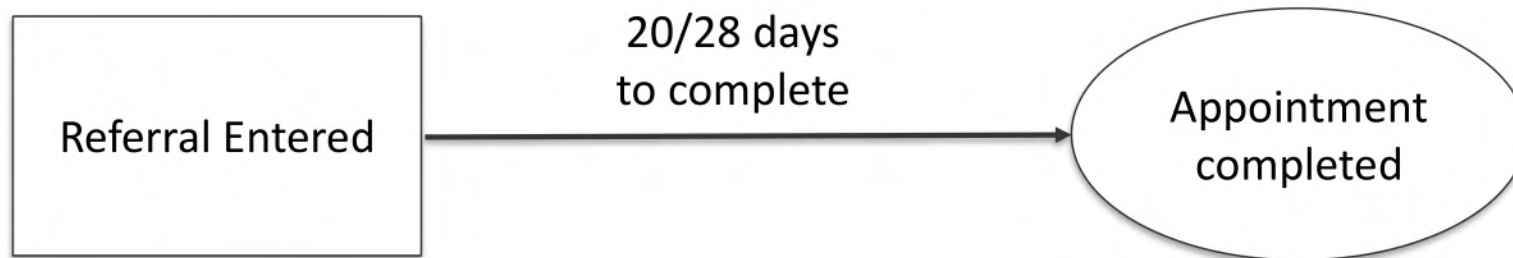 Referral Entered
20/28 days
to complete
Appointment
completed